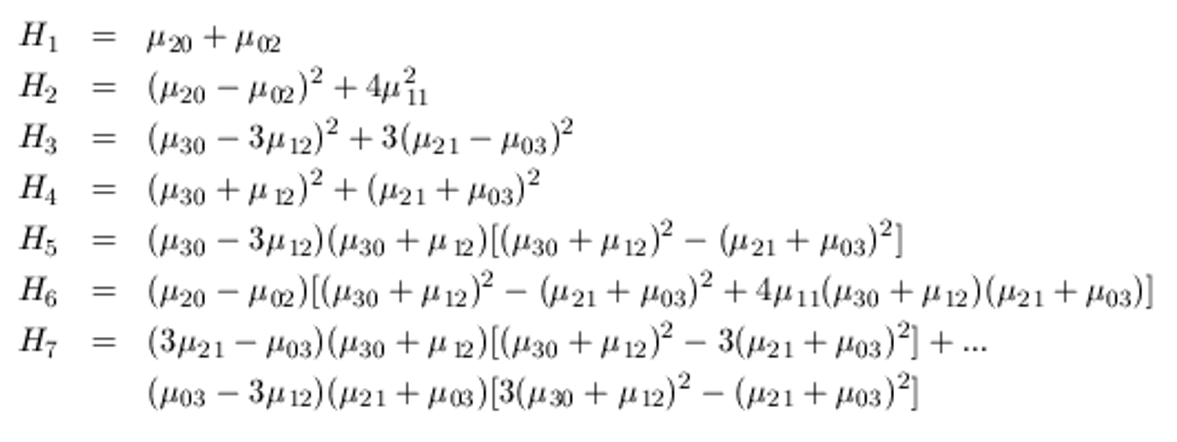 H₁ = μ₂₀ + μ₀₂
H₂ = (μ₂₀ − μ₀₂)² + 4μ₁₁²
H₃ = (μ₃₀ − 3μ₁₂)² + 3(μ₂₁ − μ₀₃)²
H₄ = (μ₃₀ + μ₁₂)² + (μ₂₁ + μ₀₃)²
H₅ = (μ₃₀ − 3μ₁₂)(μ₃₀ + μ₁₂)[(μ₃₀ + μ₁₂)² − (μ₂₁ + μ₀₃)²]
H₆ = (μ₂₀ − μ₀₂)[(μ₃₀ + μ₁₂)² − (μ₂₁ + μ₀₃)² + 4μ₁₁(μ₃₀ + μ₁₂)(μ₂₁ + μ₀₃)]
H₇ = (3μ₂₁ − μ₀₃)(μ₃₀ + μ₁₂)[(μ₃₀ + μ₁₂)² − 3(μ₂₁ + μ₀₃)²] + ...
(μ₀₃ − 3μ₁₂)(μ₂₁ + μ₀₃)[3(μ₃₀ + μ₁₂)² − (μ₂₁ + μ₀₃)²]